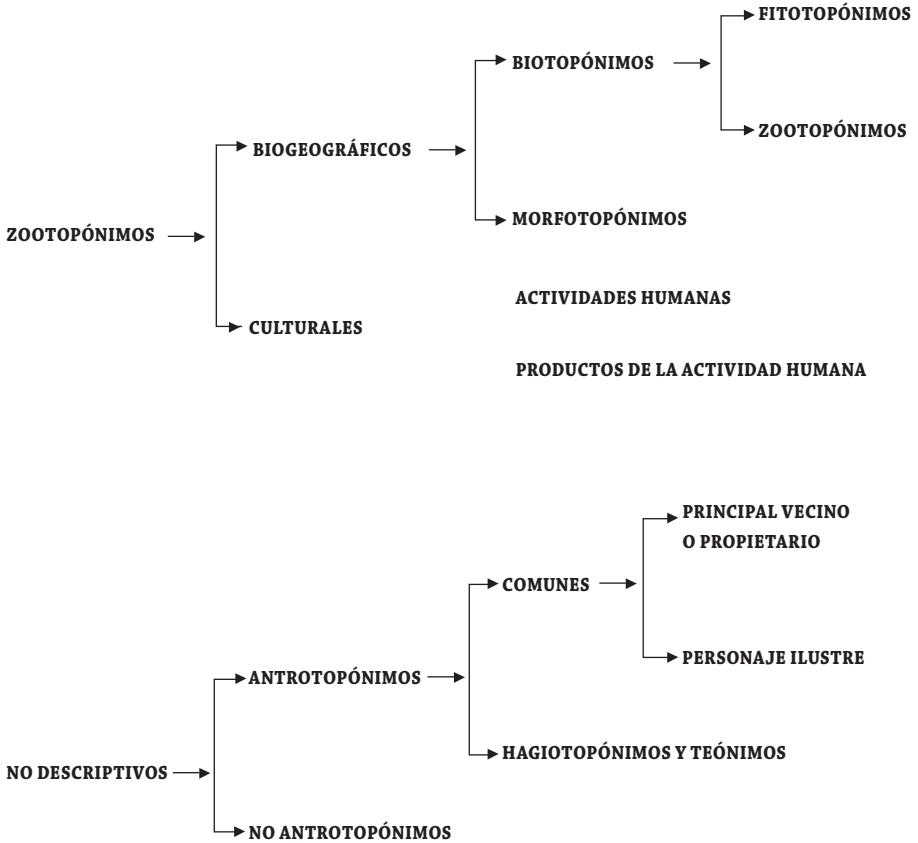 FITOTOPÓNIMOS
BIOTOPÓNIMOS
ZOOTOPÓNIMOS
BIOGEOGRÁFICOS
MORFOTOPÓNIMOS
ZOOTOPÓNIMOS
ACTIVIDADES HUMANAS
CULTURALES
PRODUCTOS DE LA ACTIVIDAD HUMANA
PRINCIPAL VECINO
O PROPIETARIO
COMUNES
PERSONAJE ILUSTRE
ANTROTOPÓNIMOS
HAGIOTOPÓNIMOS Y TEÓNIMOS
NO DESCRIPTIVOS
NO ANTROTOPÓNIMOS